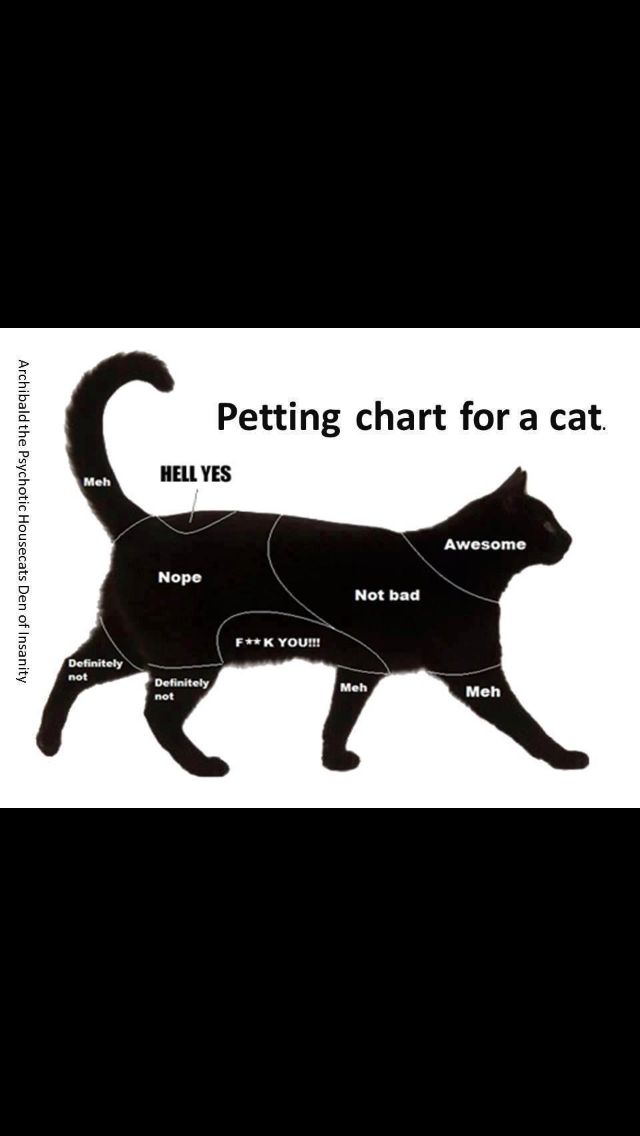 Petting chart for a cat.
Archibald the Psychotic Housecats Den of Insanity
HELL YES
Meh
Awesome
Nope
Not bad
F**K YOU!!!
Definitely
not
Definitely
not
Meh
Meh